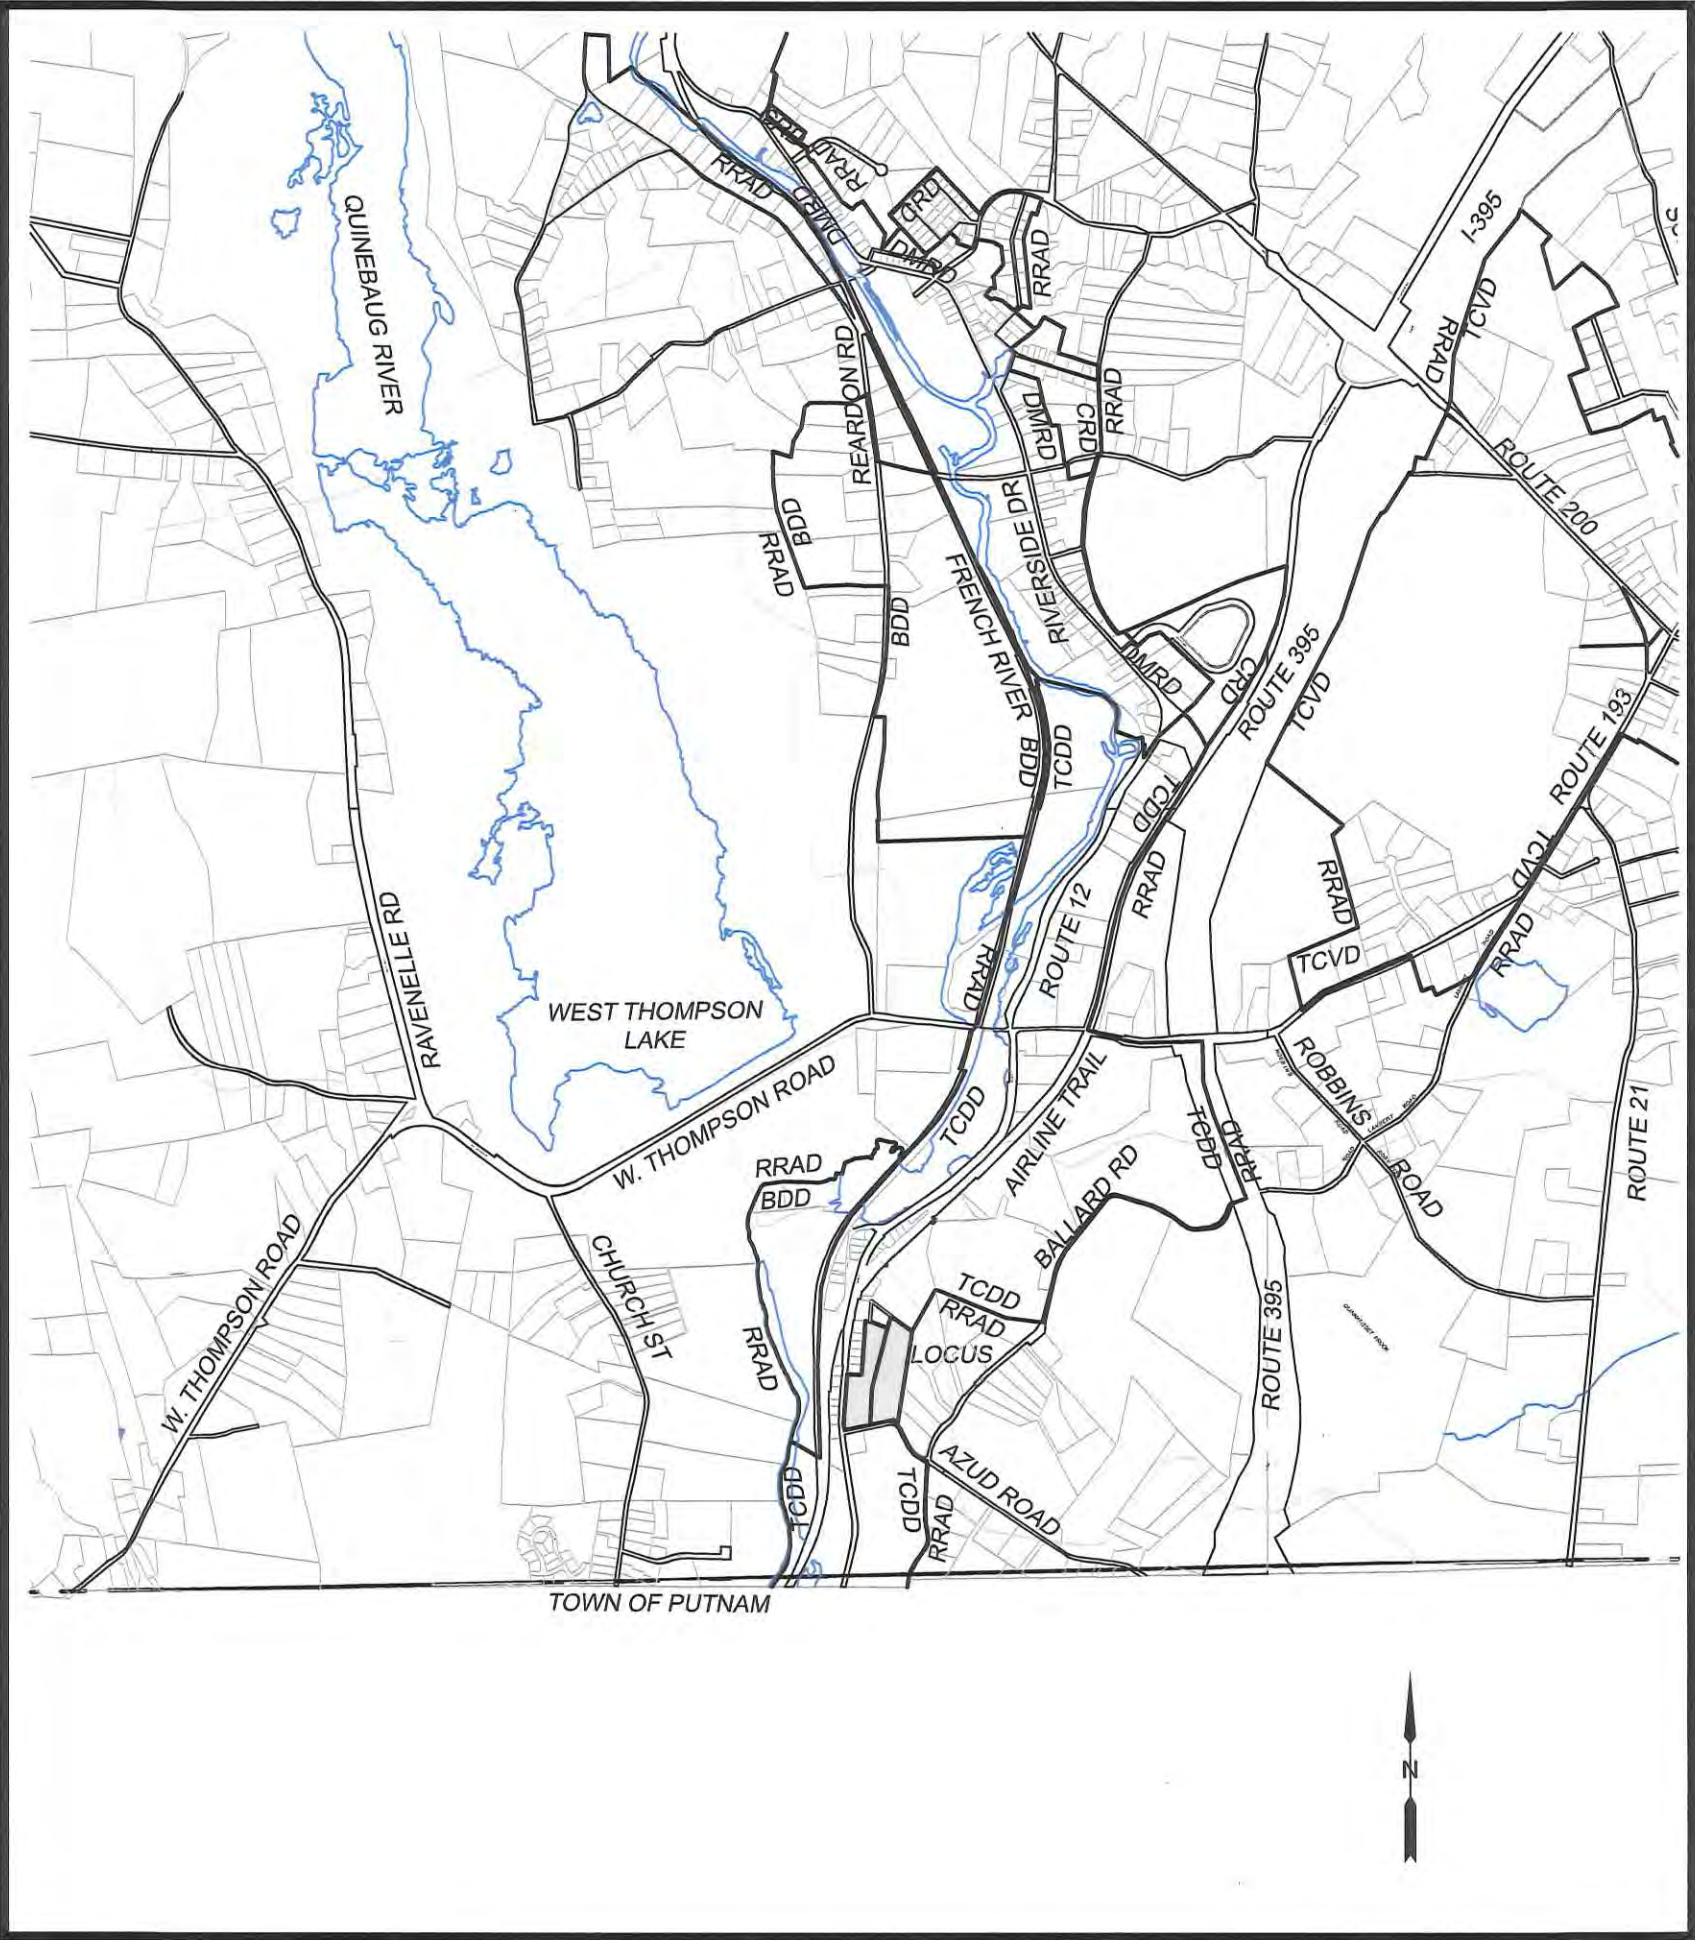 CRD
RRAD
RRAD
CRD
DMRD
DMRD
RRAD
I-395
QUINEBAUG RIVER
TCVD
RRAD
REARDON RD
DRMD
CRD
RRAD
ROUTE 200
BDD
RRAD
RIVERSIDE DR
FRENCH RIVER
BDD
DMRD
CRD
ROUTE 395
TCVD
BDD
TCDD
TCDD
ROUTE 193
TCVD
RRAD
RRAD
RRAD
ROUTE 12
RRAD
TCVD
RAVENELLE RD
WEST THOMPSON
LAKE
W. THOMPSON ROAD
TCDD
AIRLINE TRAIL
ROBBINS
ROAD
TCDD
RRAD
ROUTE 21
RRAD
BDD
BALLARD RD
W. THOMPSON ROAD
CHURCH ST
RRAD
TCDD
RRAD
LOCUS
ROUTE 395
TCDD
TCDD
RRAD
AZUD ROAD
TOWN OF PUTNAM
N